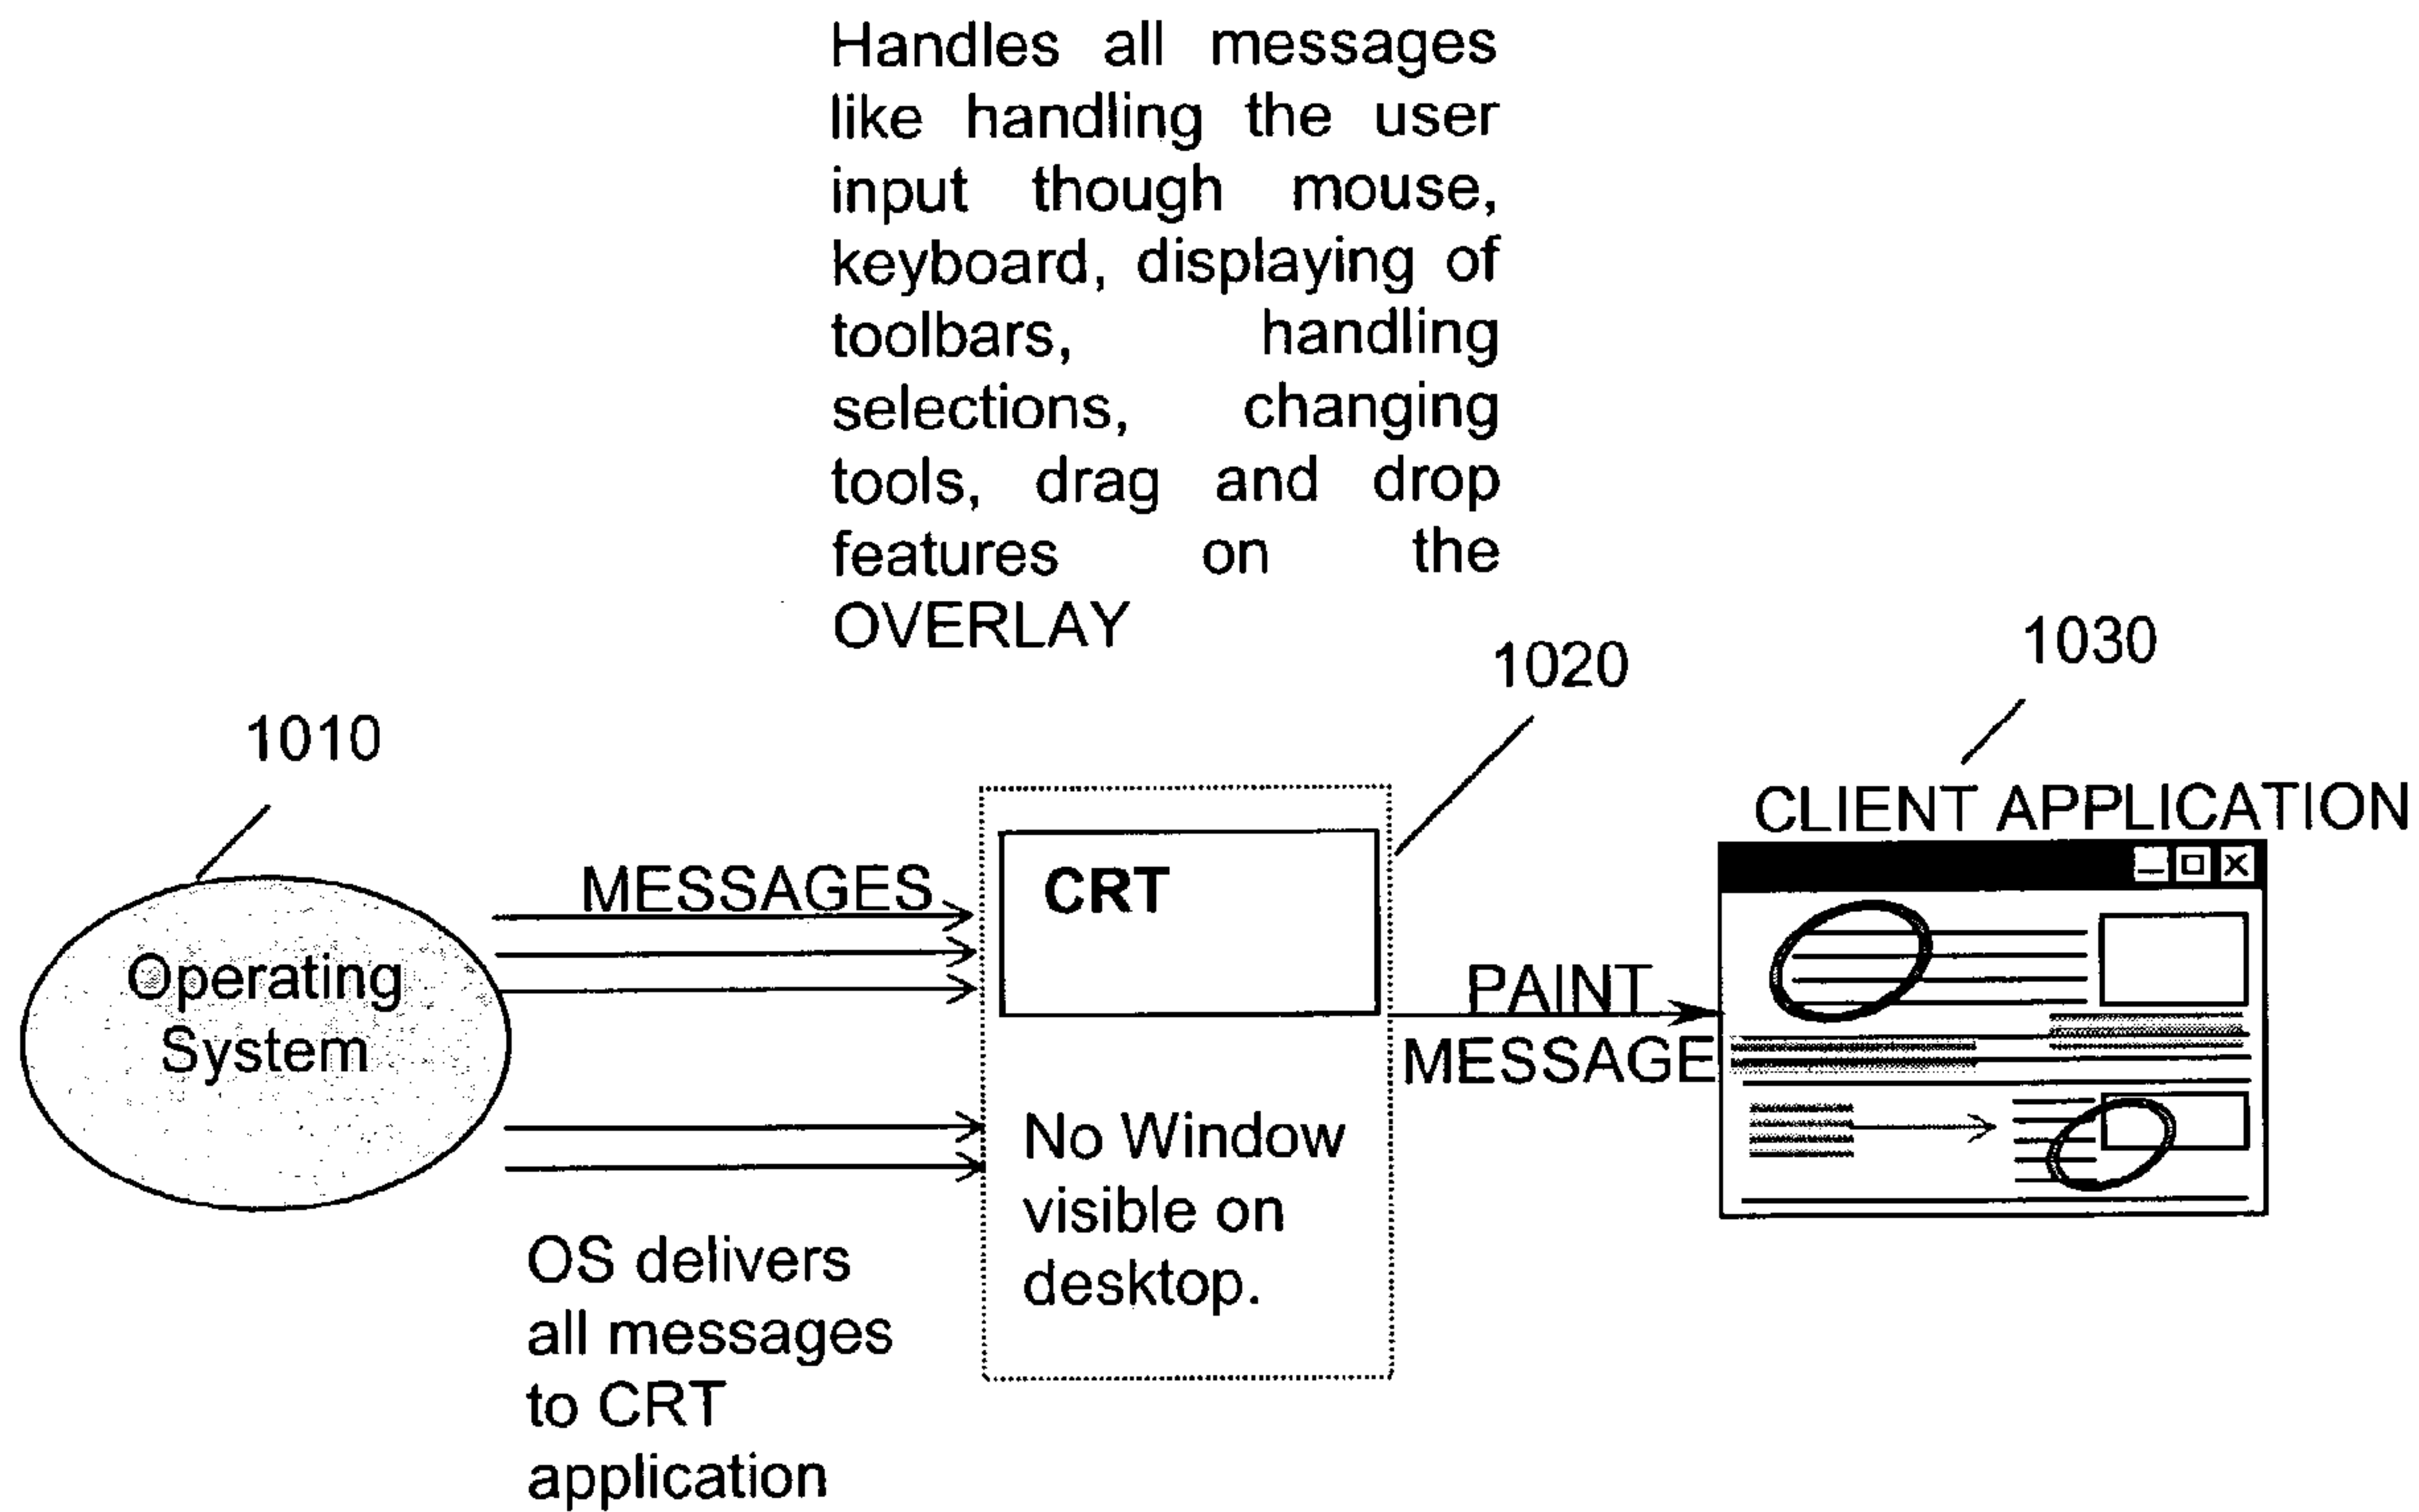 Handles all messages
like handling the user
input though mouse,
keyboard, displaying of
toolbars, handling
selections, changing
tools, drag and drop
features on the
OVERLAY
1010
1020
1030
Operating
System
MESSAGES
OS delivers
all messages
to CRT
application
CRT
No Window
visible on
desktop.
PAINT
MESSAGE
CLIENT APPLICATION